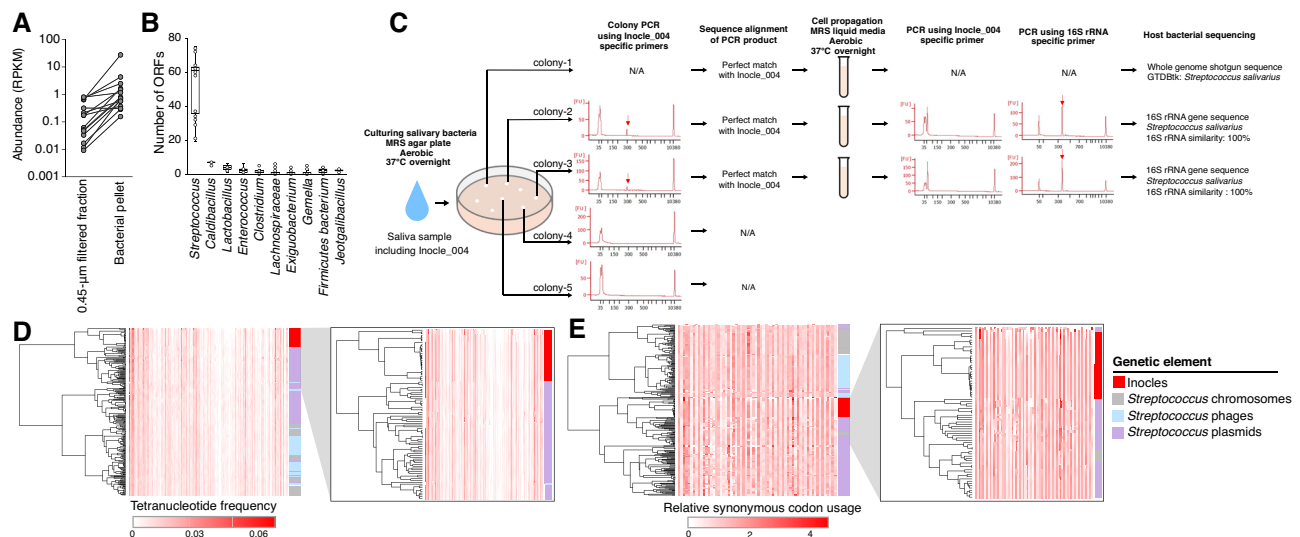 A
Abundance (RPKM)
100
10
1
0.1
0.01
0.001
0.45-µm filtered fraction
Bacterial pellet
B
Number of ORFs
80
60
40
20
0
Streptococcus
Caldibacillus
Lactobacillus
Enterococcus
Clostridium
Lachnospiraceae
Exiguobacterium
Gemella
Firmicutes bacterium
Jeotgalibacillus
C
Culturing salivary bacteria
MRS agar plate
Aerobic
37°C overnight
Saliva sample
including Inocle_004
Colony PCR
using Inocle_004
specific primers
Sequence alignment
of PCR product
Cell propagation
MRS liquid media
Aerobic
37°C overnight
PCR using Inocle_004
specific primer
PCR using 16S rRNA
specific primer
Host bacterial sequencing
colony-1
N/A
Perfect match
with Inocle_004
N/A
N/A
Whole genome shotgun sequence
GTDBtk: Streptococcus salivarius
colony-2
Perfect match
with Inocle_004
16S rRNA gene sequence
Streptococcus salivarius
16S rRNA similarity: 100%
colony-3
Perfect match
with Inocle_004
16S rRNA gene sequence
Streptococcus salivarius
16S rRNA similarity : 100%
colony-4
N/A
colony-5
N/A
D
Tetranucleotide frequency
0 0.03 0.06
E
Relative synonymous codon usage
0 2 4
Genetic element
Inocles
Streptococcus chromosomes
Streptococcus phages
Streptococcus plasmids